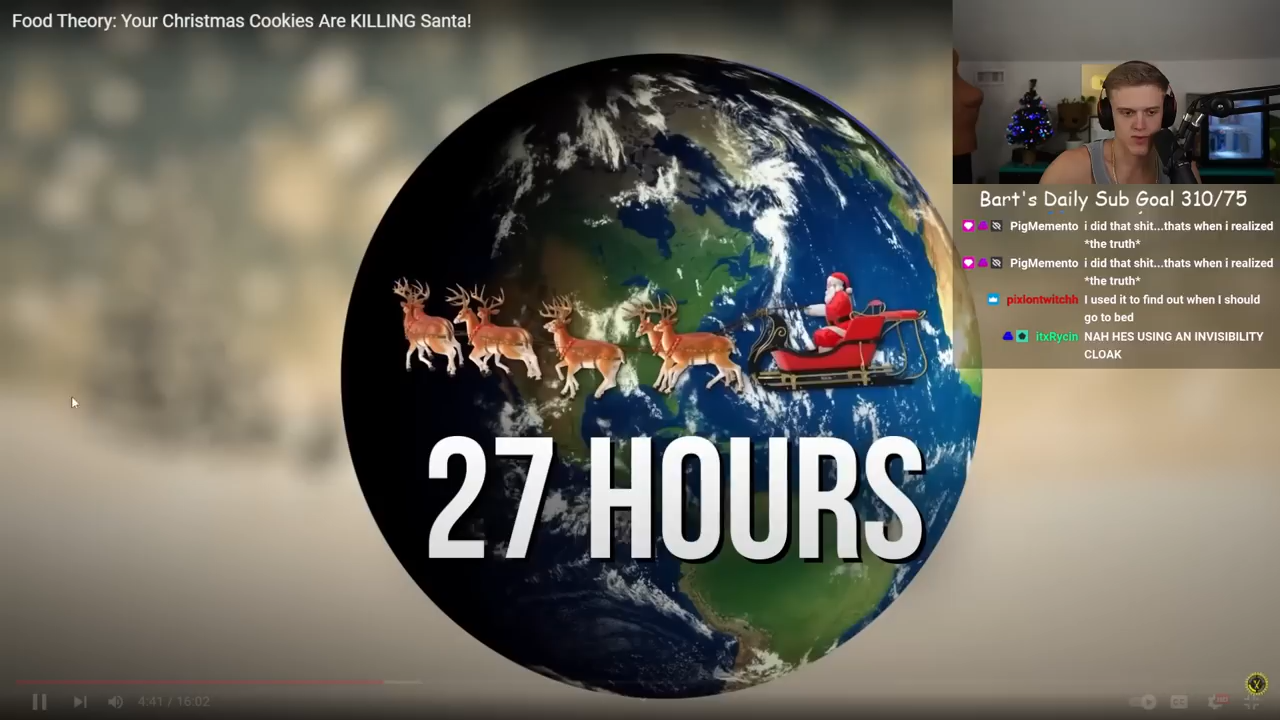 Food Theory: Your Christmas Cookies Are KILLING Santa!
27 HOURS
4:41 / 16:02
Bart's Daily Sub Goal 310/75
PigMemento i did that shit...thats when i realized
*the truth*
PigMemento i did that shit...thats when i realized
*the truth*
pixlontwitchh I used it to find out when I should
go to bed
itxRycin NAH HES USING AN INVISIBILITY
CLOAK